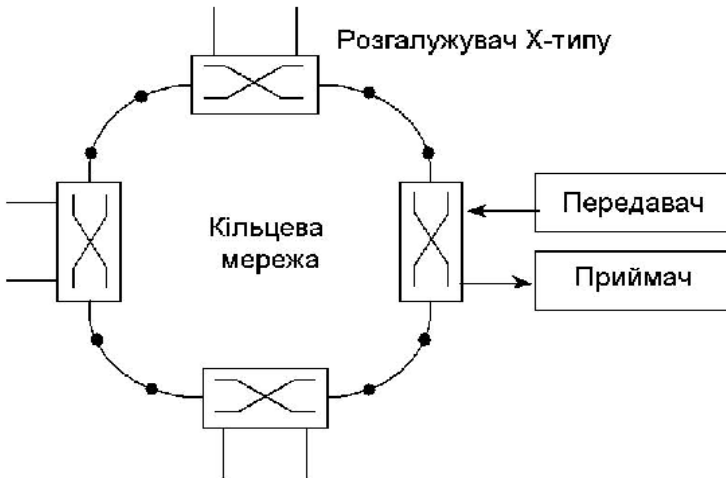 Розгалужувач X-типу
Передавач
Кільцева
мережа
Приймач